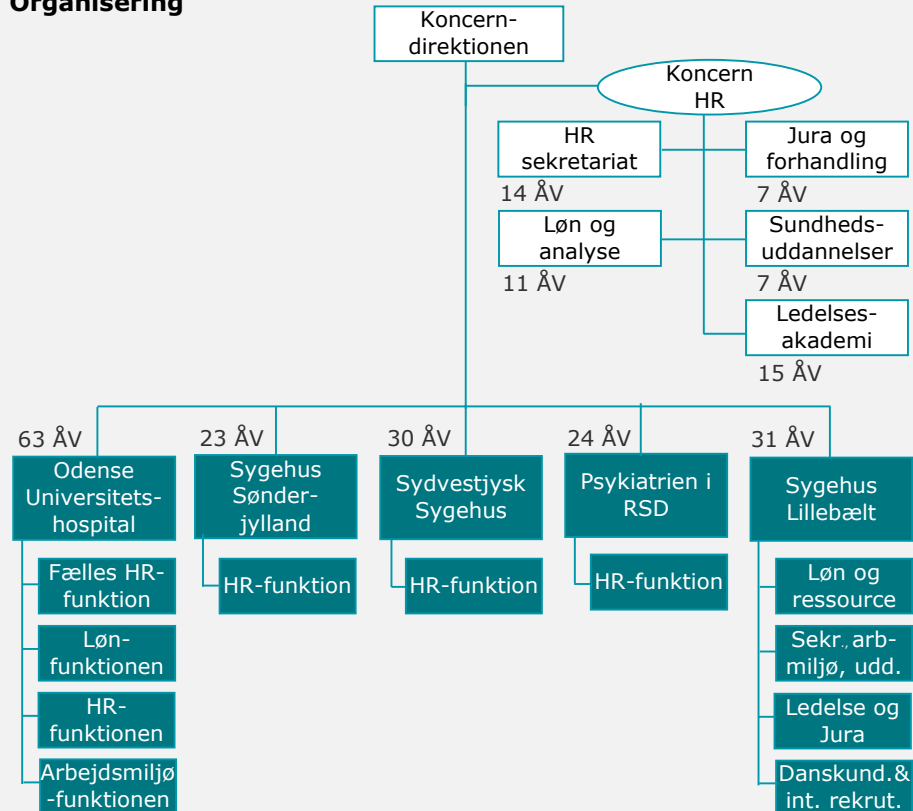 Organisering
Koncern-
direktionen
Koncern
HR
HR
sekretariat
14 ÅV
Jura og
forhandling
7 ÅV
Løn og
analyse
11 ÅV
Sundheds-
uddannelser
7 ÅV
Ledelses-
akademi
15 ÅV
63 ÅV
Odense
Universitets-
hospital
Fælles HR-
funktion
Løn-
funktionen
HR-
funktionen
Arbejdsmiljø
-funktionen
23 ÅV
Sygehus
Sønder-
jylland
HR-funktion
30 ÅV
Sydvestjysk
Sygehus
HR-funktion
24 ÅV
Psykiatrien i
RSD
HR-funktion
31 ÅV
Sygehus
Lillebælt
Løn og
ressource
Sekr., arb-
miljø, udd.
Ledelse og
Jura
Danskund.&
int. rekrut.